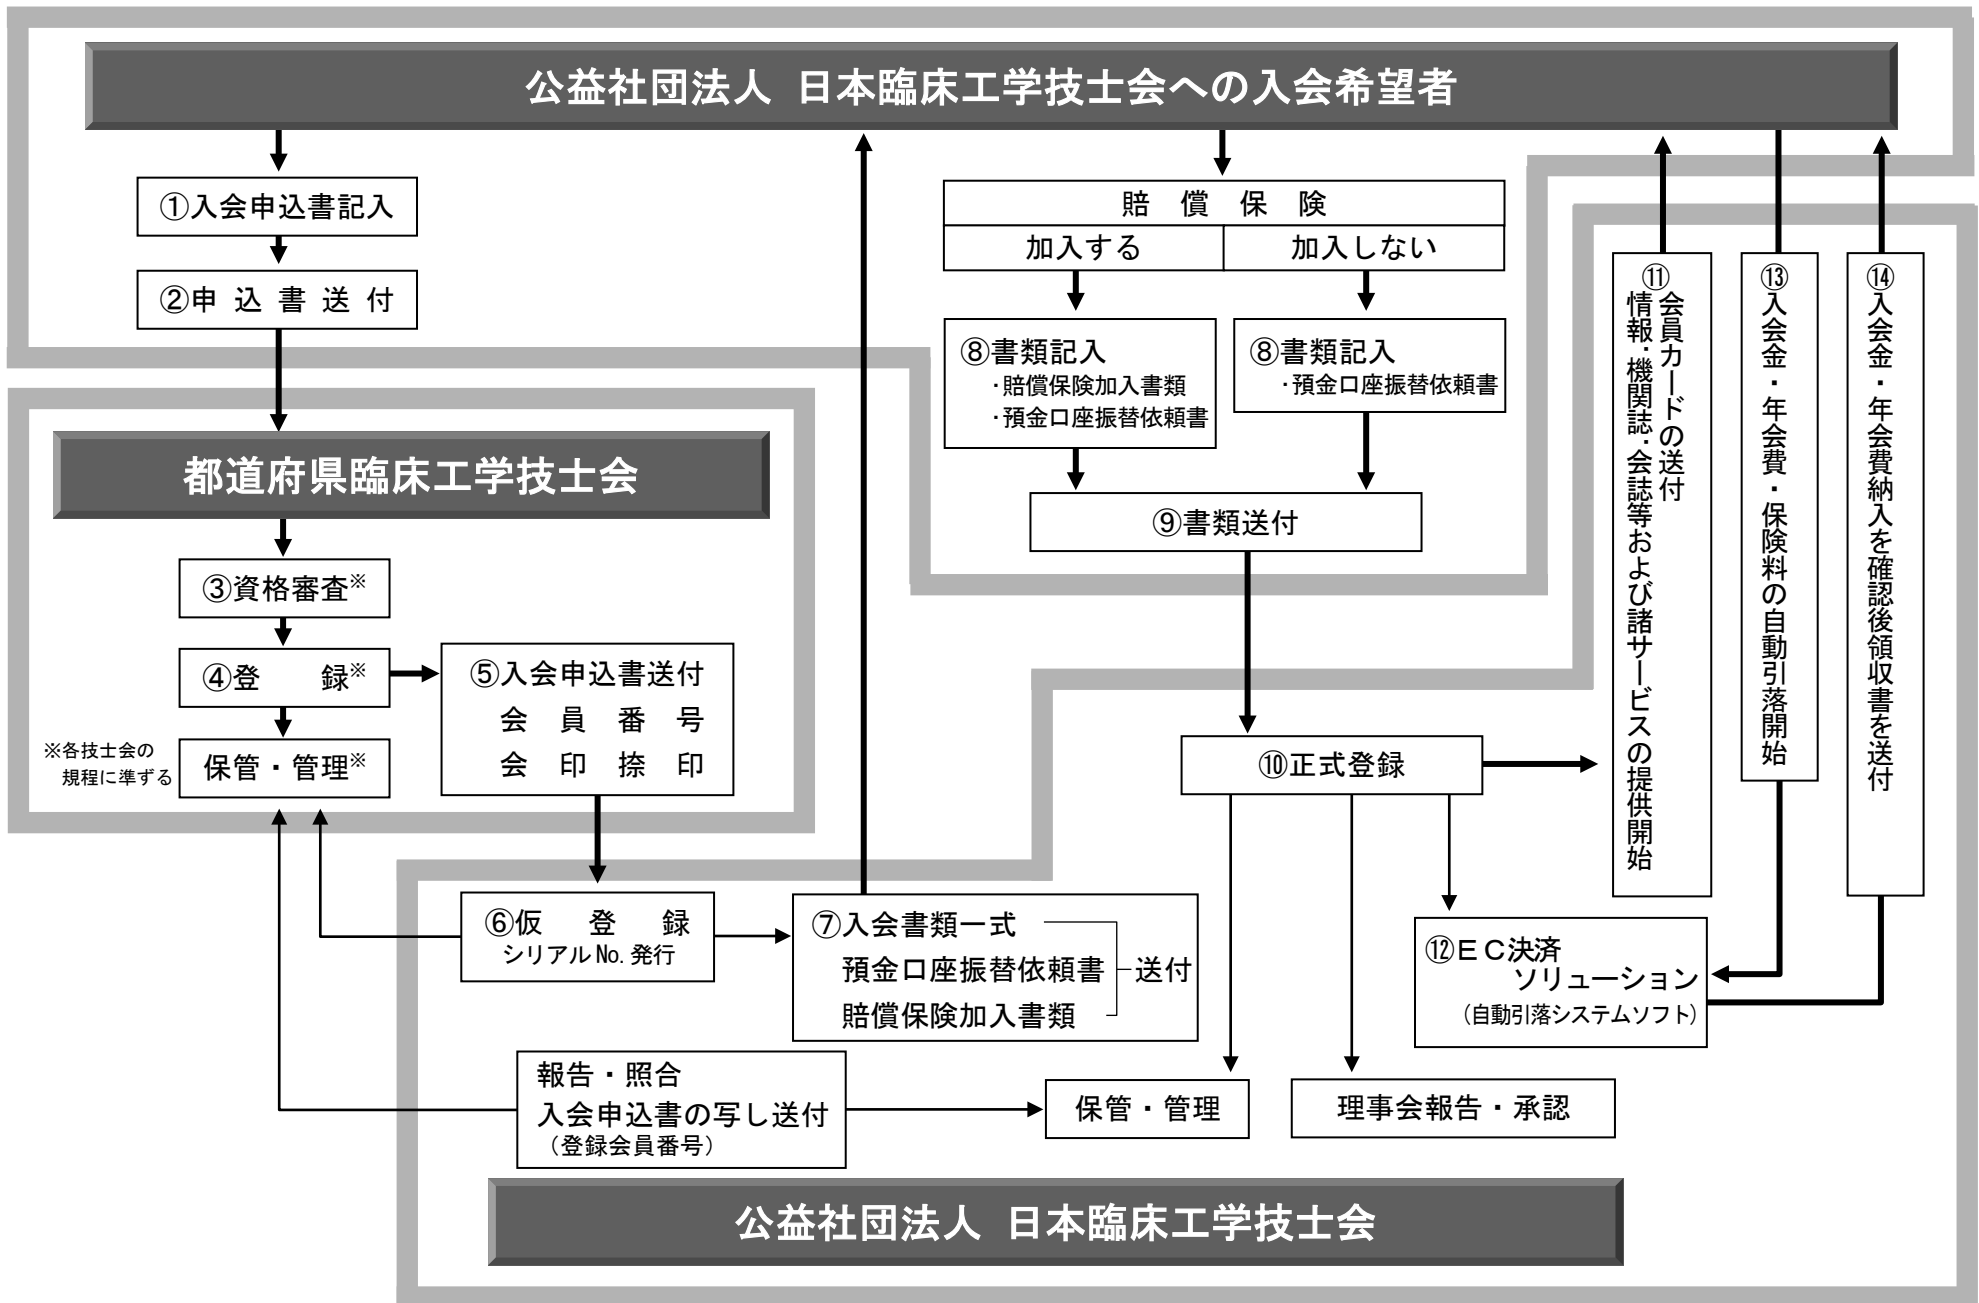 公益社団法人 日本臨床工学技士会への入会希望者
①入会申込書記入
②申 込 書 送 付
賠 償 保 険
加入する
加入しない
⑧書類記入
・賠償保険加入書類
・預金口座振替依頼書
⑧書類記入
・預金口座振替依頼書
⑨書類送付
都道府県臨床工学技士会
③資格審査※
④登 録※
保管・管理※
※各技士会の
規程に準ずる
⑤入会申込書送付
会 員 番 号
会 印 捺 印
⑥仮 登 録
シリアルNo.発行
⑦入会書類一式
預金口座振替依頼書
賠償保険加入書類
送付
報告・照合
入会申込書の写し送付
（登録会員番号）
保管・管理
⑩正式登録
理事会報告・承認
⑪
会員カードの送付
情報・機関誌・会誌等および諸サービスの提供開始
⑫ＥＣ決済
ソリューション
（自動引落システムソフト）
⑬入会金・年会費・保険料の自動引落開始
⑭入会金・年会費納入を確認後領収書を送付
公益社団法人 日本臨床工学技士会